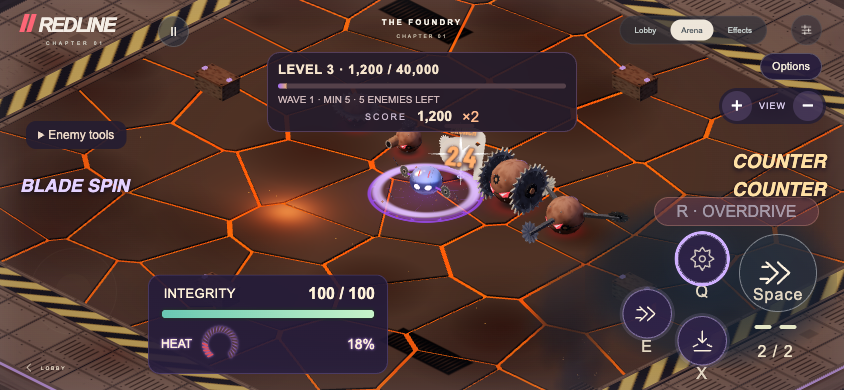 REDLINE
CHAPTER 01
THE FOUNDRY
CHAPTER 01
Lobby Arena Effects
Options
LEVEL 3 · 1,200 / 40,000
WAVE 1 · MIN 5 · 5 ENEMIES LEFT
SCORE 1,200 ×2
+ VIEW −
Enemy tools
24
BLADE SPIN
COUNTER
COUNTER
R · OVERDRIVE
Q
Space
E
X
2 / 2
INTEGRITY 100 / 100
HEAT 18%
LOBBY